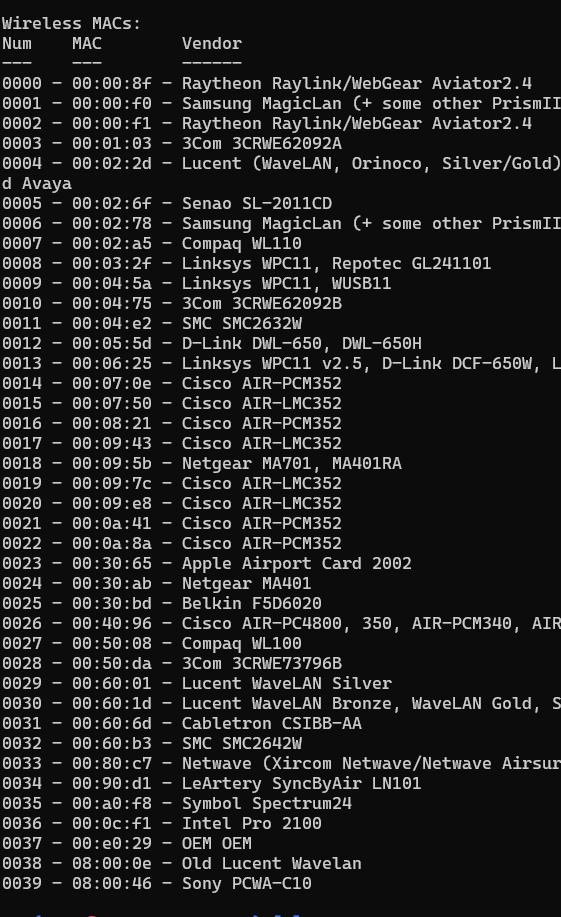 Wireless MACs:
Num    MAC        Vendor
---    ---        ------
0000 - 00:00:8f - Raytheon Raylink/WebGear Aviator2.4
0001 - 00:00:f0 - Samsung MagicLan (+ some other PrismII
0002 - 00:00:f1 - Raytheon Raylink/WebGear Aviator2.4
0003 - 00:01:03 - 3Com 3CRWE62092A
0004 - 00:02:2d - Lucent (WaveLAN, Orinoco, Silver/Gold)
d Avaya
0005 - 00:02:6f - Senao SL-2011CD
0006 - 00:02:78 - Samsung MagicLan (+ some other PrismII
0007 - 00:02:a5 - Compaq WL110
0008 - 00:03:2f - Linksys WPC11, Repotec GL241101
0009 - 00:04:5a - Linksys WPC11, WUSB11
0010 - 00:04:75 - 3Com 3CRWE62092B
0011 - 00:04:e2 - SMC SMC2632W
0012 - 00:05:5d - D-Link DWL-650, DWL-650H
0013 - 00:06:25 - Linksys WPC11 v2.5, D-Link DCF-650W, L
0014 - 00:07:0e - Cisco AIR-PCM352
0015 - 00:07:50 - Cisco AIR-LMC352
0016 - 00:08:21 - Cisco AIR-PCM352
0017 - 00:09:43 - Cisco AIR-LMC352
0018 - 00:09:5b - Netgear MA701, MA401RA
0019 - 00:09:7c - Cisco AIR-LMC352
0020 - 00:09:e8 - Cisco AIR-LMC352
0021 - 00:0a:41 - Cisco AIR-PCM352
0022 - 00:0a:8a - Cisco AIR-PCM352
0023 - 00:30:65 - Apple Airport Card 2002
0024 - 00:30:ab - Netgear MA401
0025 - 00:30:bd - Belkin F5D6020
0026 - 00:40:96 - Cisco AIR-PC4800, 350, AIR-PCM340, AIR
0027 - 00:50:08 - Compaq WL100
0028 - 00:50:da - 3Com 3CRWE73796B
0029 - 00:60:01 - Lucent WaveLAN Silver
0030 - 00:60:1d - Lucent WaveLAN Bronze, WaveLAN Gold, S
0031 - 00:60:6d - Cabletron CSIBB-AA
0032 - 00:60:b3 - SMC SMC2642W
0033 - 00:80:c7 - Netwave (Xircom Netwave/Netwave Airsur
0034 - 00:90:d1 - LeArtery SyncByAir LN101
0035 - 00:a0:f8 - Symbol Spectrum24
0036 - 00:0c:f1 - Intel Pro 2100
0037 - 00:e0:29 - OEM OEM
0038 - 08:00:0e - Old Lucent Wavelan
0039 - 08:00:46 - Sony PCWA-C10